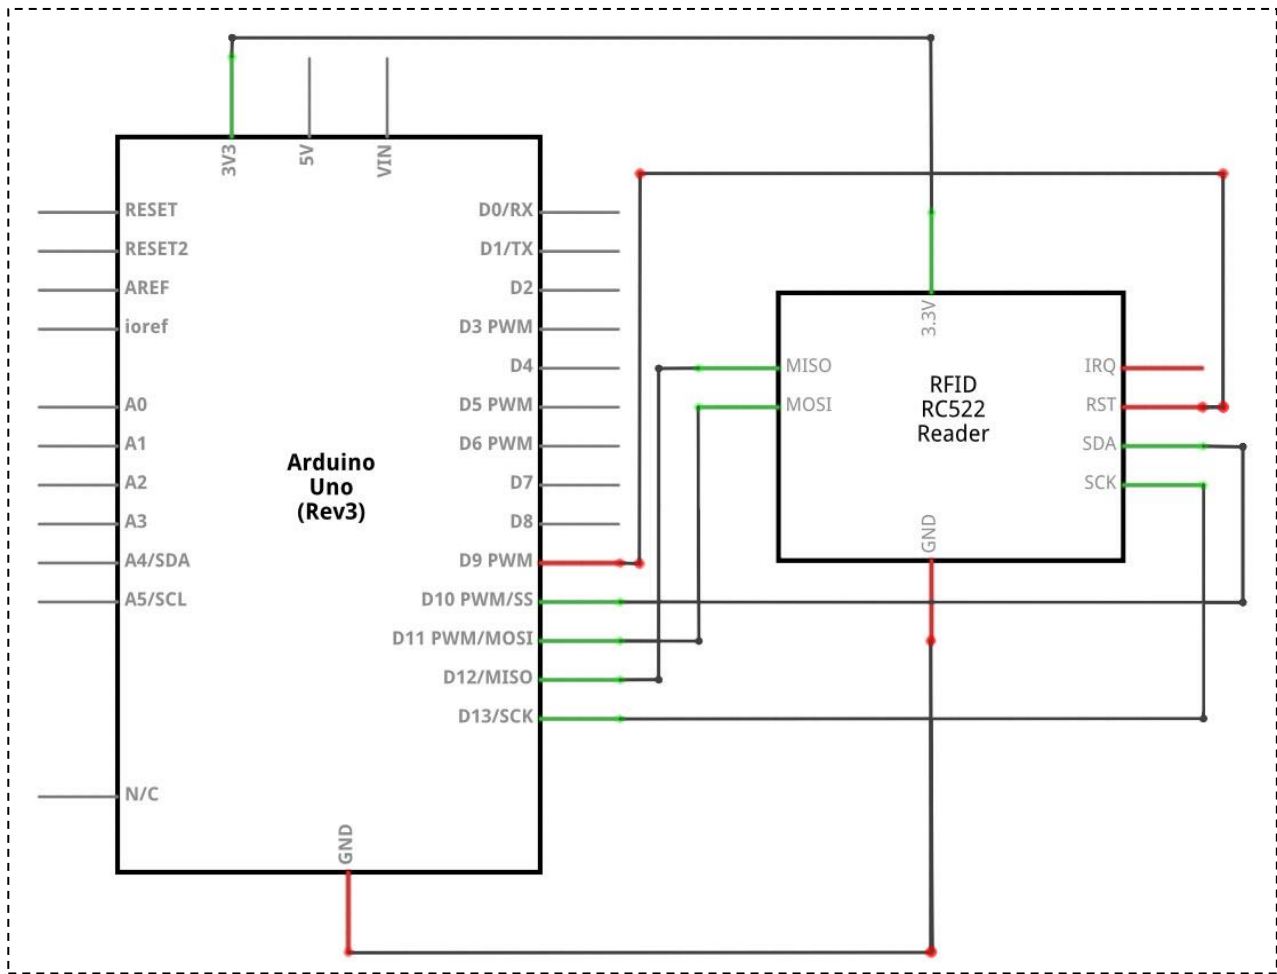 3V3
5V
VIN
RESET
RESET2
AREF
ioref
A0
A1
A2
A3
A4/SDA
A5/SCL
N/C
Arduino
Uno
(Rev3)
D0/RX
D1/TX
D2
D3 PWM
D4
D5 PWM
D6 PWM
D7
D8
D9 PWM
D10 PWM/SS
D11 PWM/MOSI
D12/MISO
D13/SCK
GND
3.3V
MISO
MOSI
RFID
RC522
Reader
IRQ
RST
SDA
SCK
GND